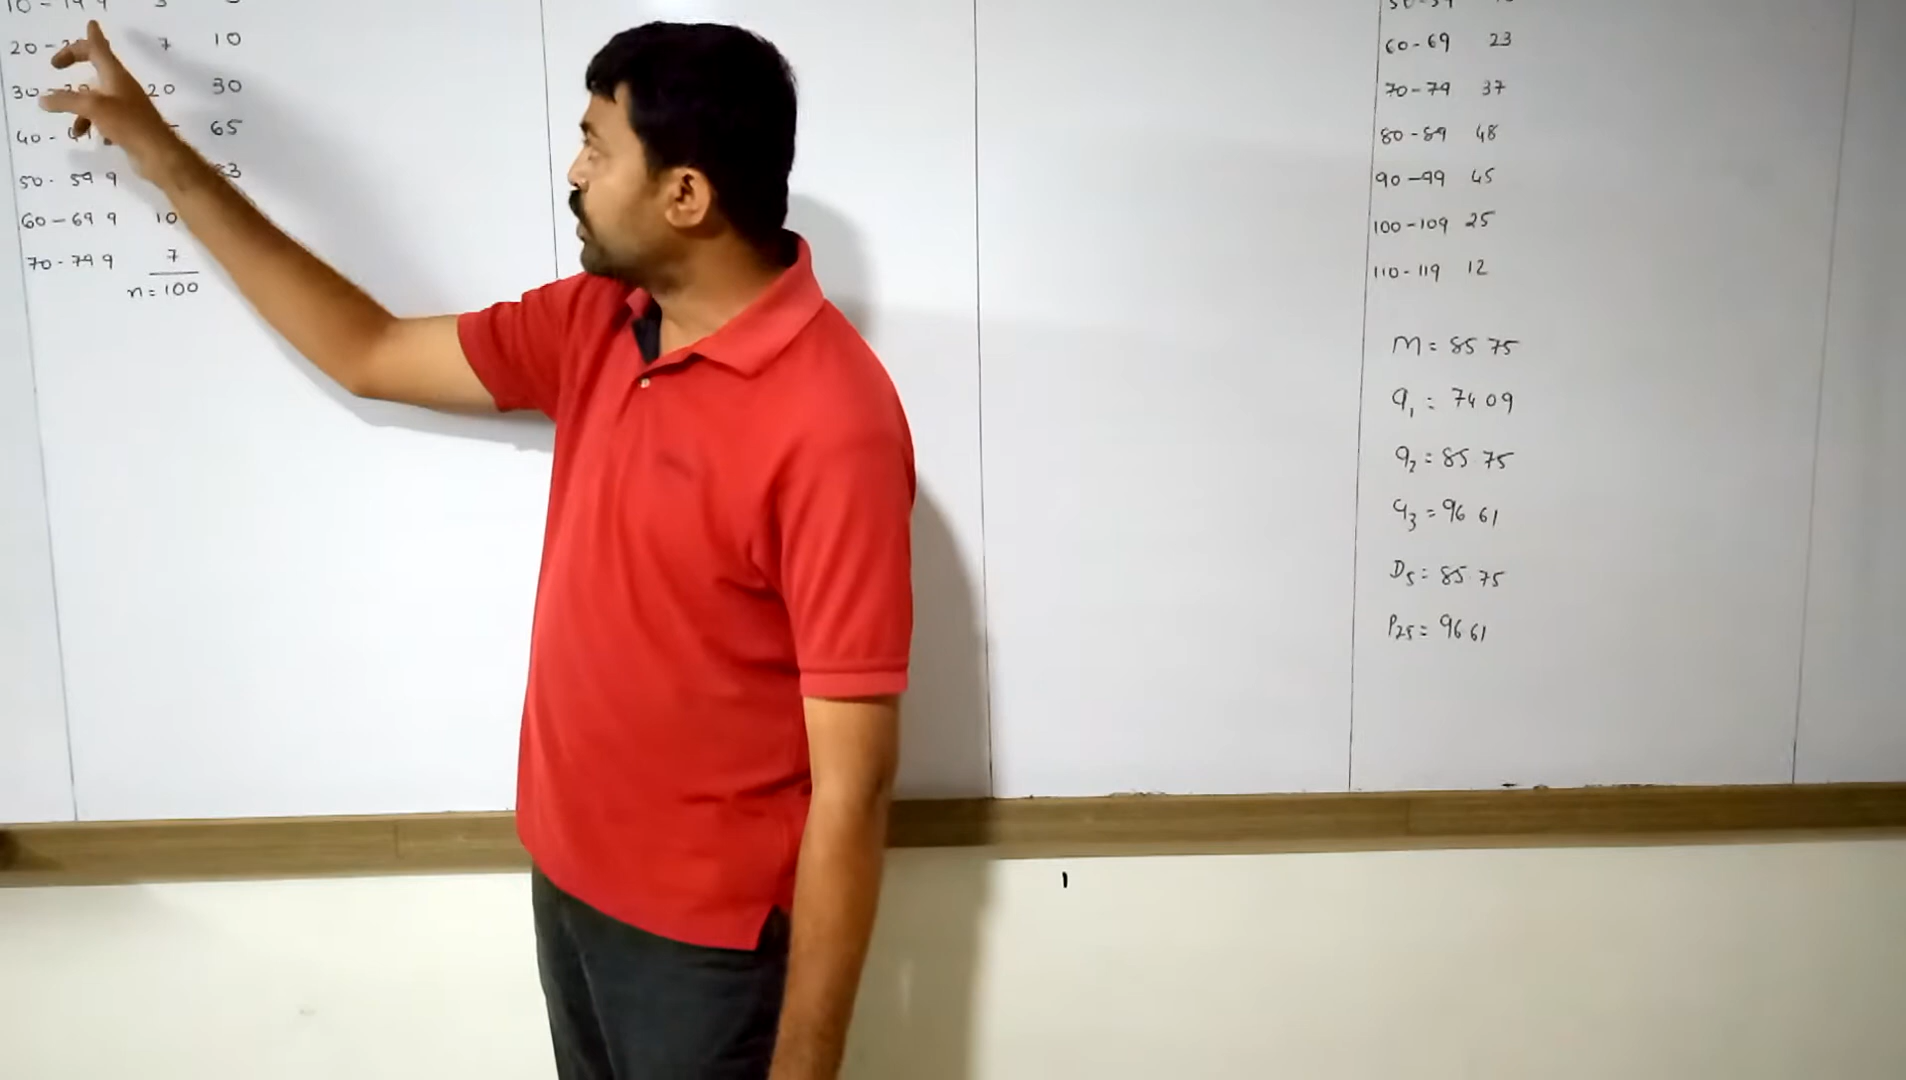 20 - 7 10
30 - 20 30
40 - 65
50 - 59 9
60 - 69 9 10
70 - 79 9 7
n = 100
60 - 69 23
70 - 79 37
80 - 89 48
90 - 99 45
100 - 109 25
110 - 119 12
M = 85 75
q1 = 74 09
q2 = 85 75
q3 = 96 61
D5 = 85 75
P25 = 96 61